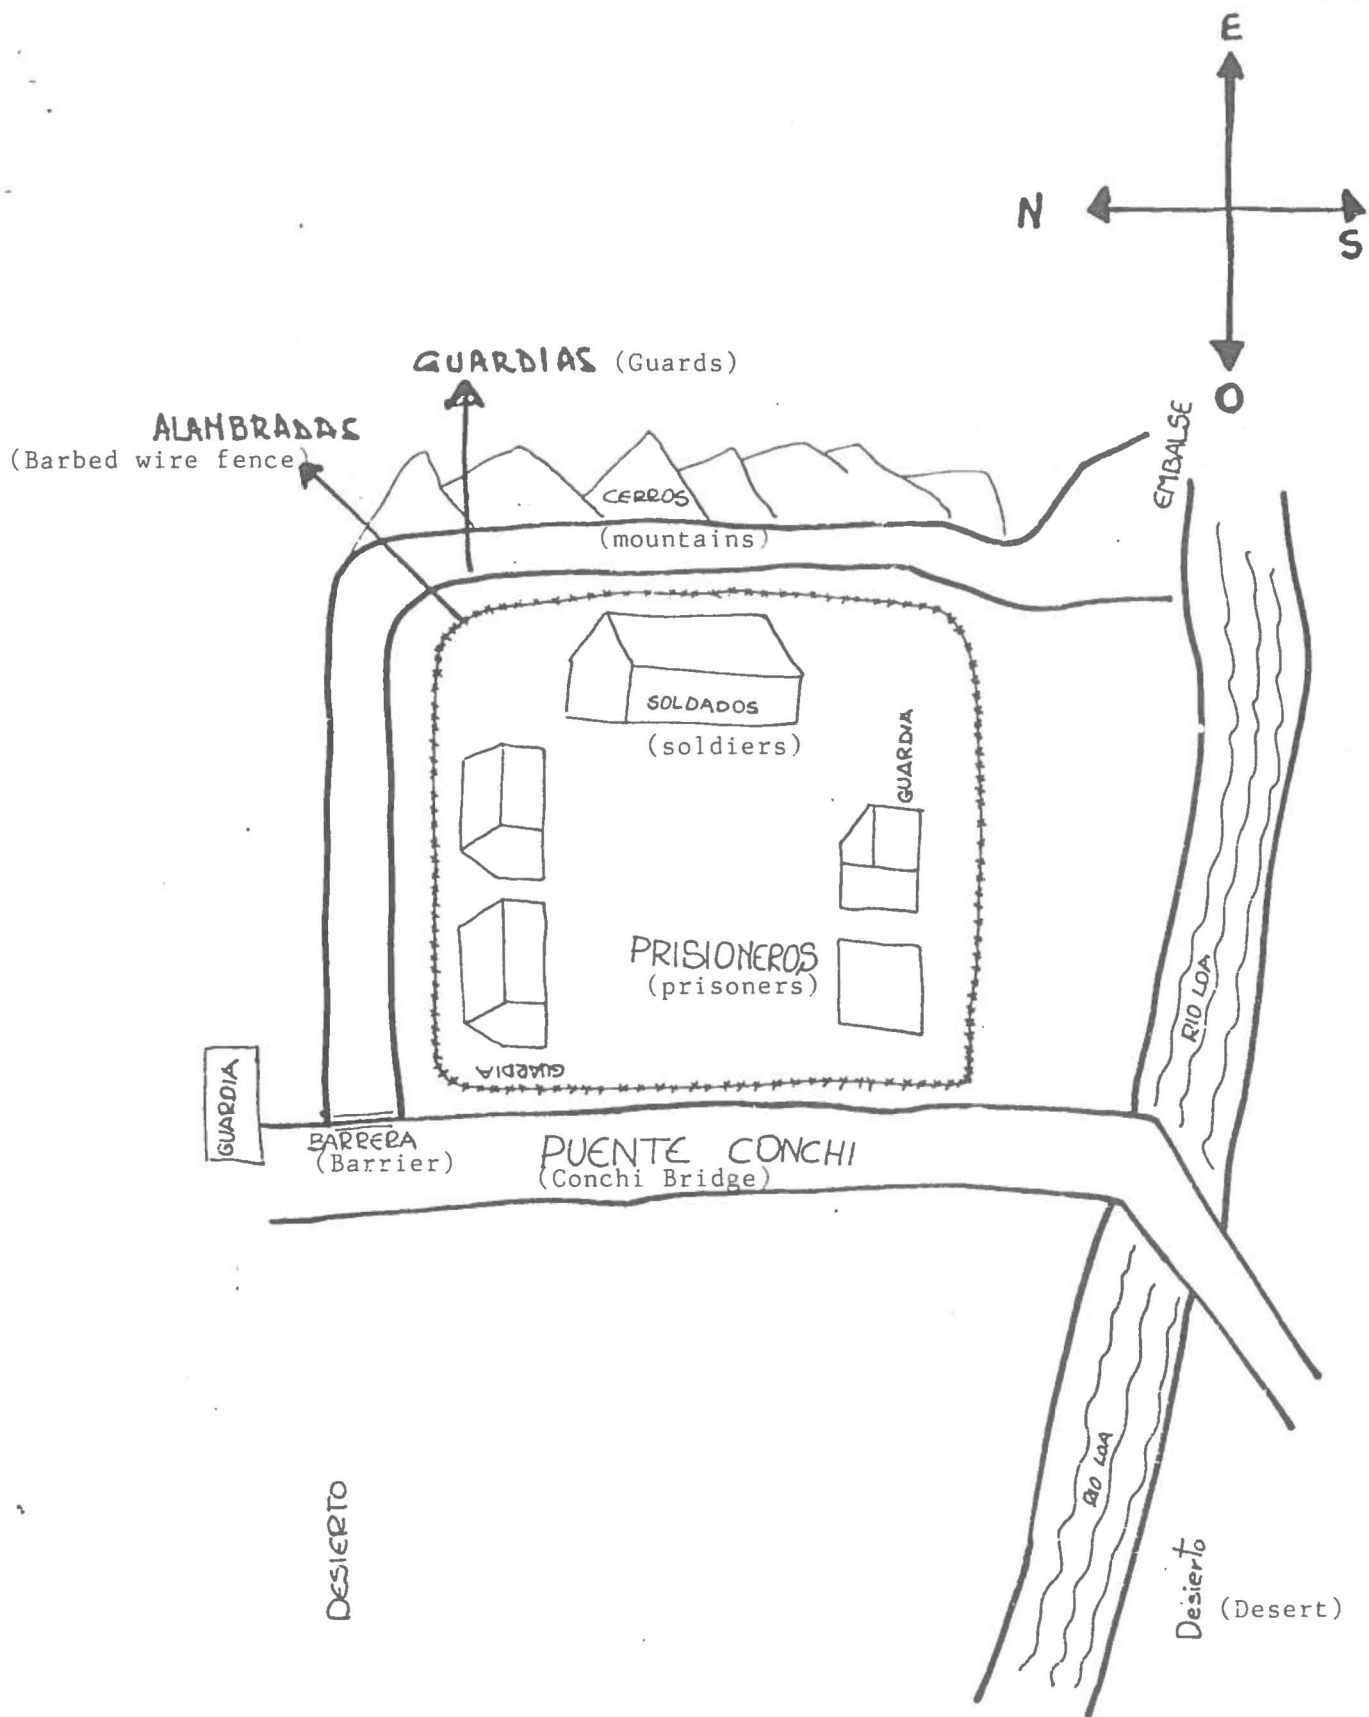 E
N
S
O
GUARDIAS (Guards)
ALAMBRADAS
(Barbed wire fence)
EMBALSE
CERROS
(mountains)
SOLDADOS
(soldiers)
GUARDIA
PRISIONEROS
(prisoners)
RIO LOA
GUARDIA
GUARDIA
BARRERA
(Barrier)
PUENTE CONCHI
(Conchi Bridge)
RIO LOA
DESIERTO
Desierto
(Desert)